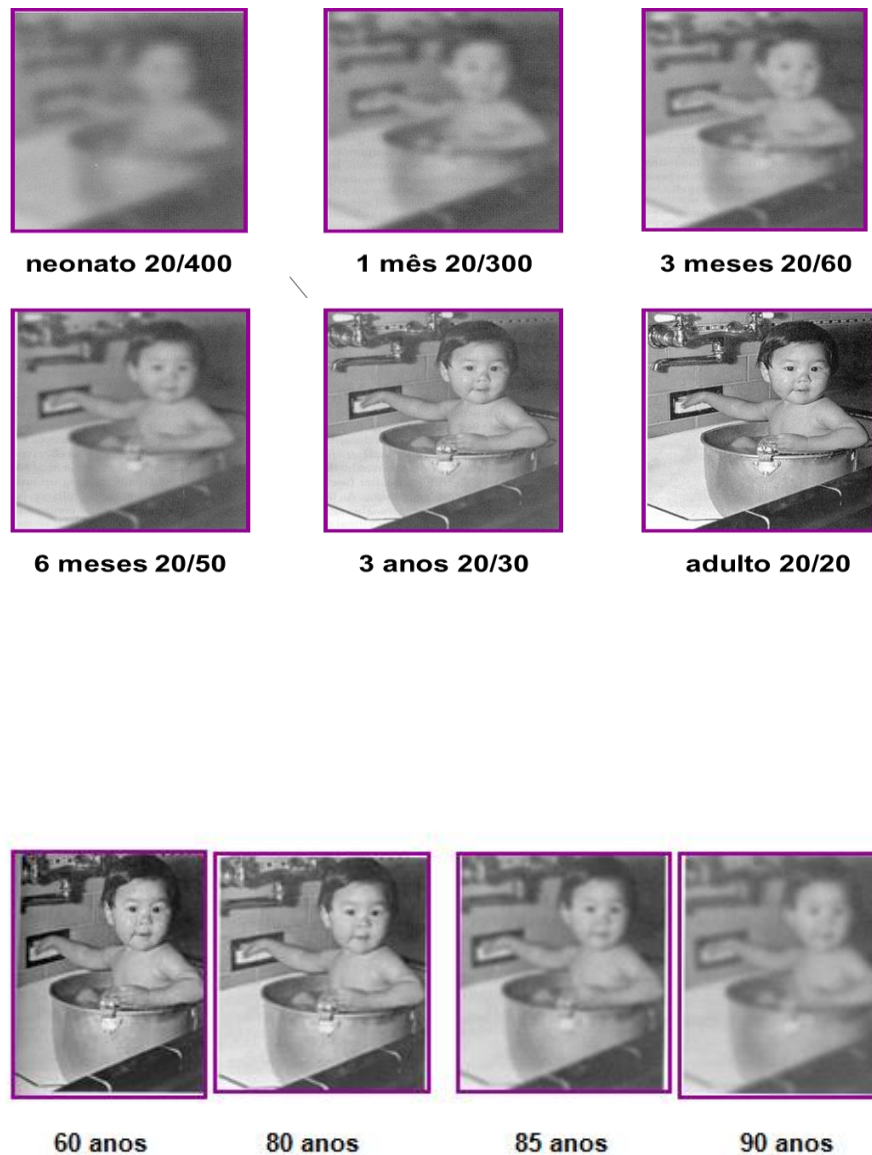 neonato 20/400
1 mês 20/300
3 meses 20/60
6 meses 20/50
3 anos 20/30
adulto 20/20
60 anos
80 anos
85 anos
90 anos